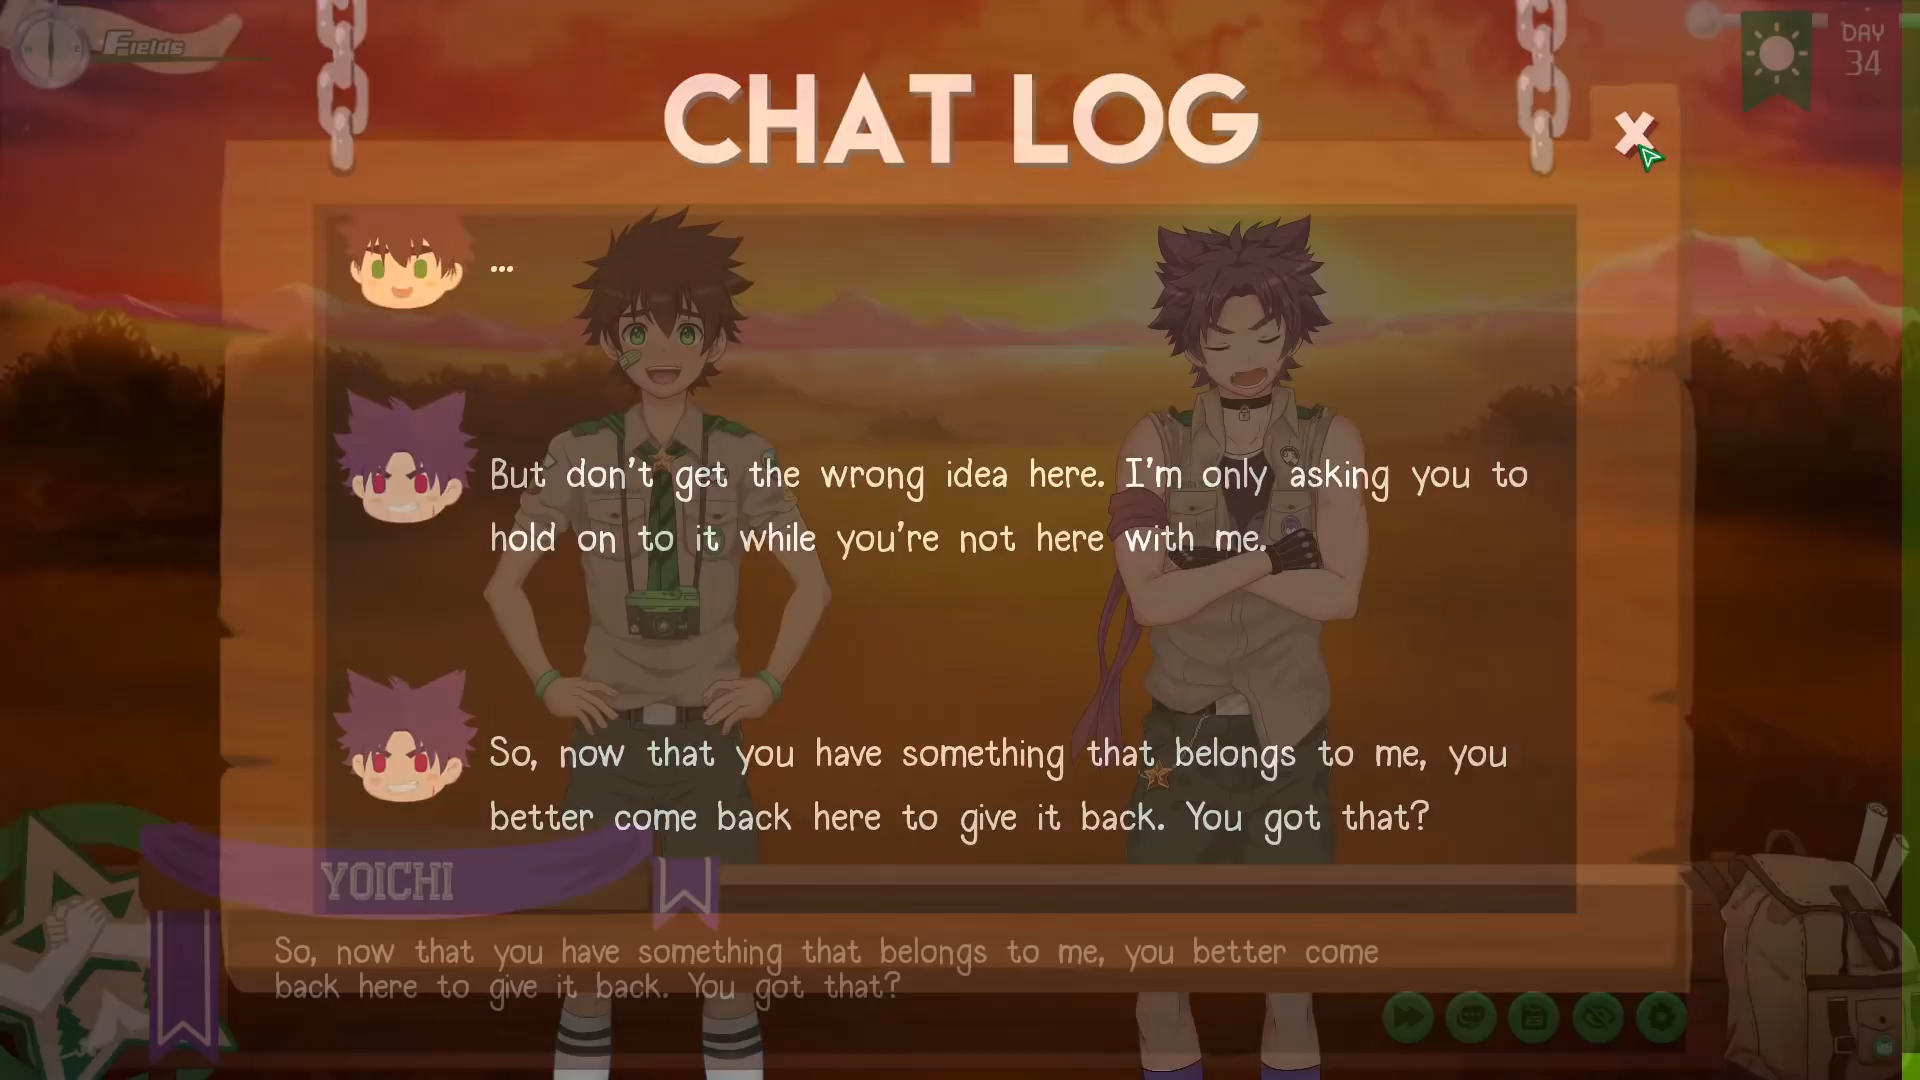 Fields
DAY
34
CHAT LOG
...
But don't get the wrong idea here. I'm only asking you to
hold on to it while you're not here with me.
So, now that you have something that belongs to me, you
better come back here to give it back. You got that?
YOICHI
So, now that you have something that belongs to me, you better come
back here to give it back. You got that?